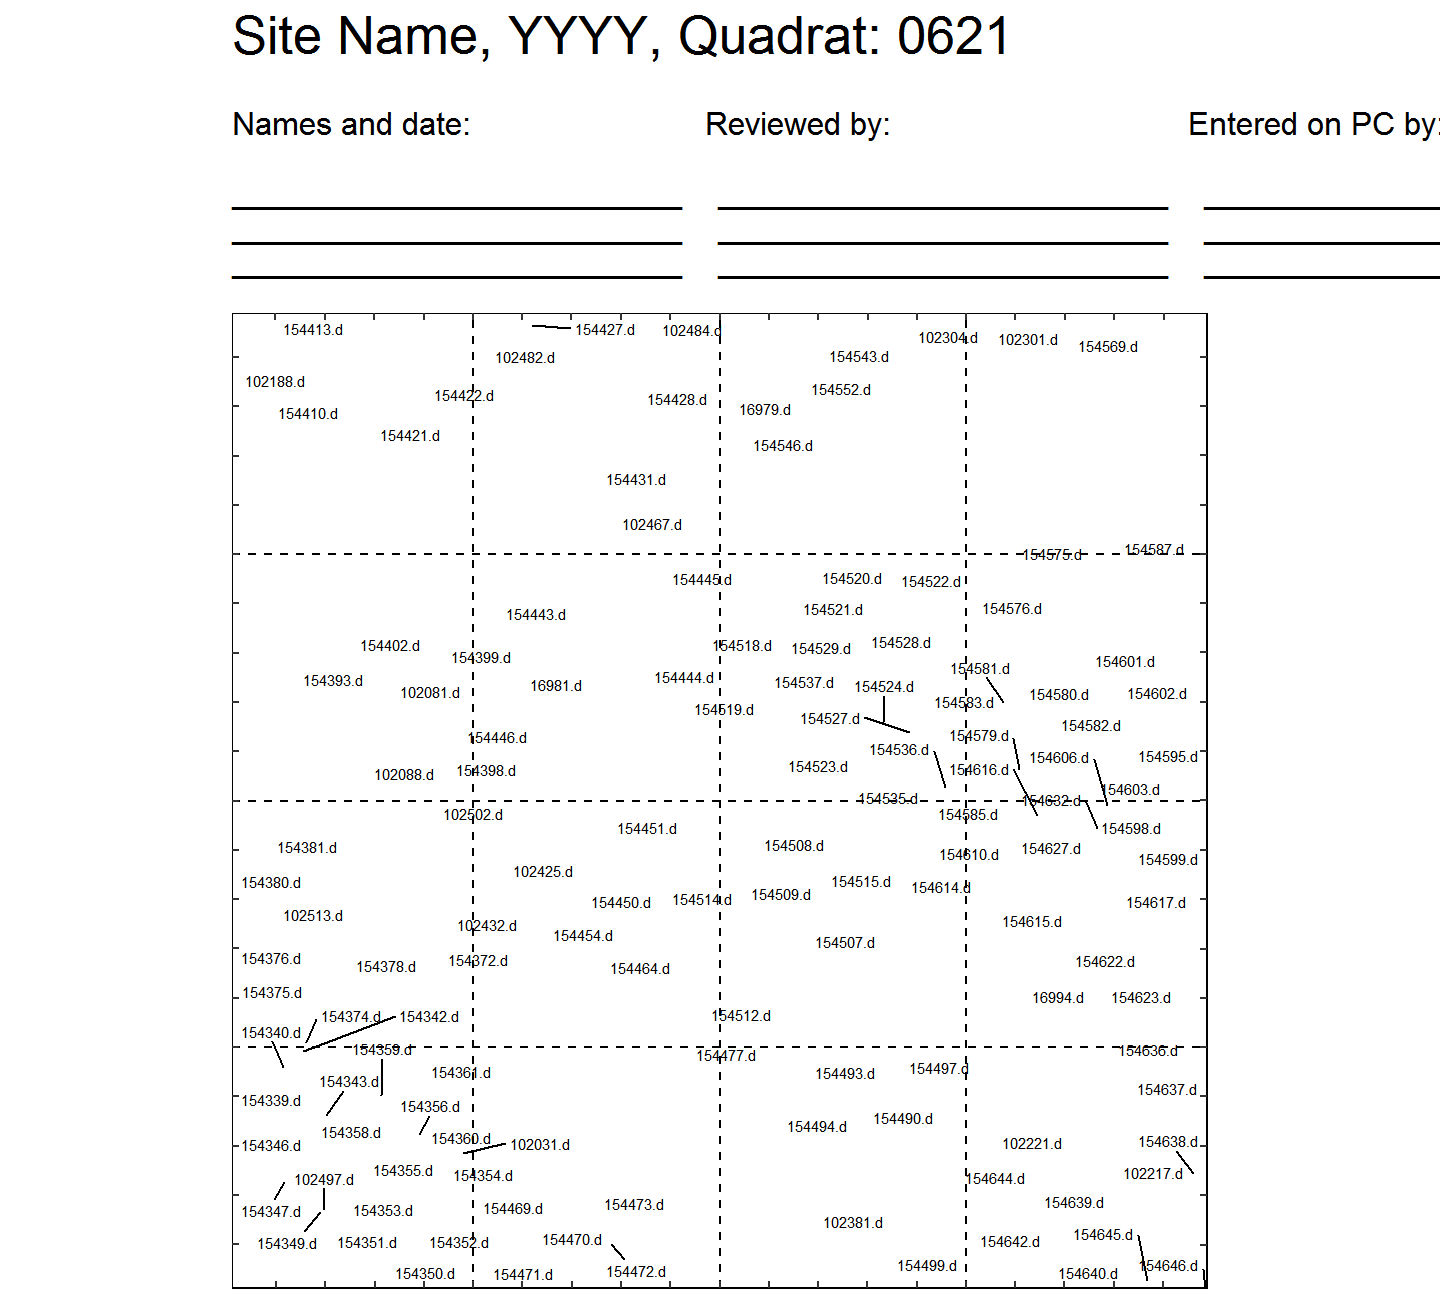 Site Name, YYYY, Quadrat: 0621
Names and date: Reviewed by: Entered on PC by:
154413.d 154427.d 102484.d
102304.d 102301.d 154569.d
102482.d 154543.d
102188.d 154422.d 154428.d 154552.d
154410.d 16979.d
154421.d 154546.d
154431.d
102467.d
154575.d 154587.d
154445.d 154520.d 154522.d
154443.d 154521.d 154576.d
154402.d 154399.d 154518.d 154529.d 154528.d
154601.d
154393.d 102081.d 16981.d 154444.d 154537.d 154524.d 154581.d
154583.d 154580.d 154602.d
154519.d 154527.d 154582.d
154446.d 154536.d 154579.d
102088.d 154398.d 154523.d 154616.d 154606.d 154595.d
154535.d 154632.d 154603.d
102502.d 154451.d 154585.d 154598.d
154381.d 154508.d 154610.d 154627.d 154599.d
154380.d 102425.d 154515.d 154614.d
102513.d 154450.d 154514.d 154509.d 154617.d
102432.d 154454.d 154507.d 154615.d
154376.d 154378.d 154372.d 154464.d 154622.d
154375.d 16994.d 154623.d
154374.d 154342.d 154512.d
154340.d
154359.d 154477.d 154636.d
154343.d 154361.d 154493.d 154497.d
154339.d 154356.d 154637.d
154358.d 154494.d 154490.d
154346.d 154360.d 102031.d 102221.d 154638.d
102497.d 154355.d 154354.d 154644.d 102217.d
154347.d 154353.d 154469.d 154473.d 154639.d
102381.d
154349.d 154351.d 154352.d 154470.d 154642.d 154645.d
154350.d 154471.d 154472.d 154499.d 154640.d 154646.d